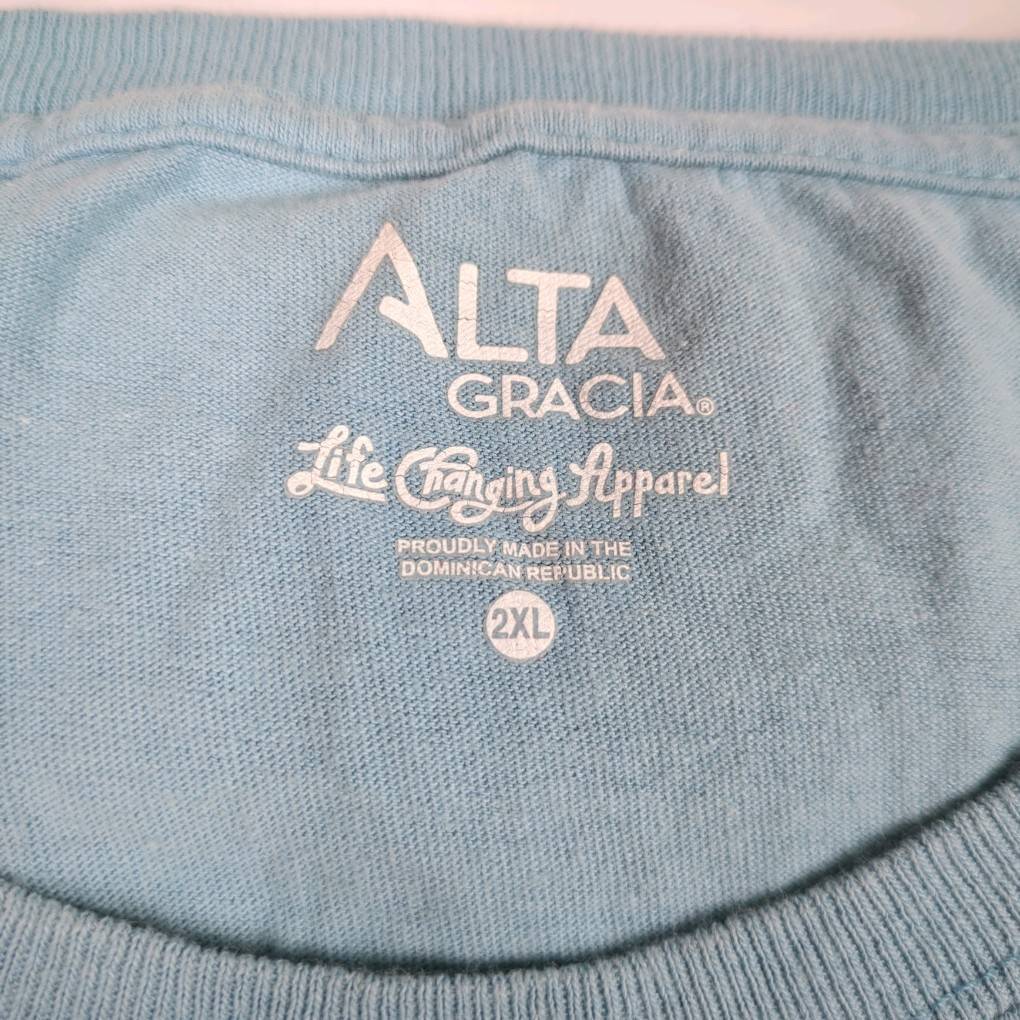 ALTA
GRACIA®
Life Changing Apparel
PROUDLY MADE IN THE
DOMINICAN REPUBLIC
2XL